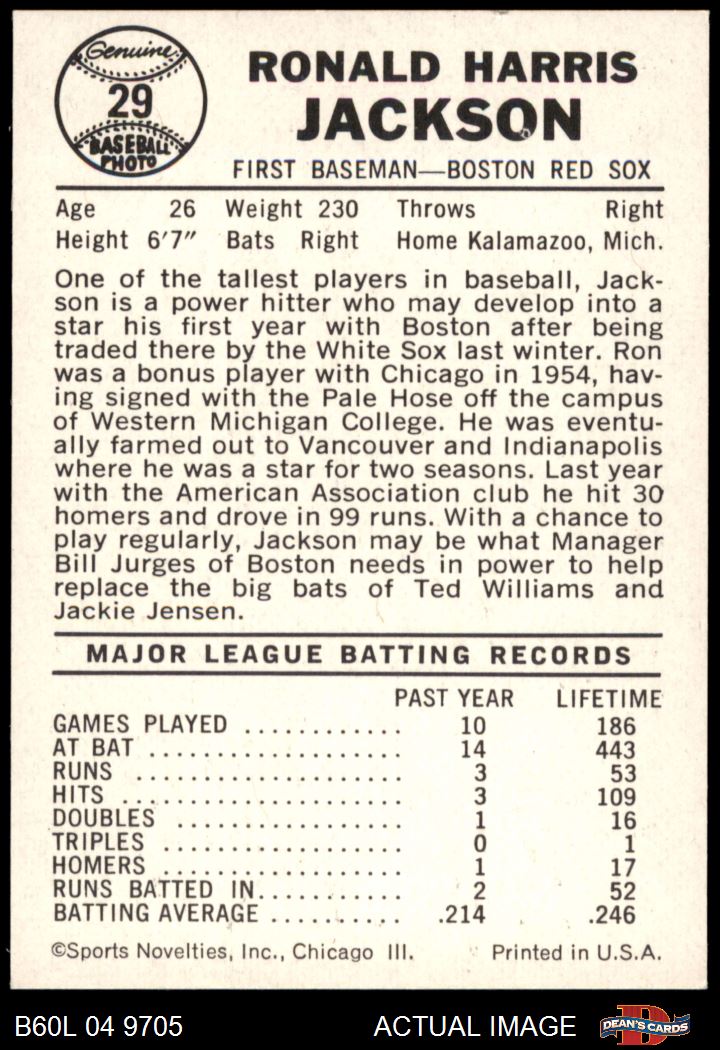 Genuine
29
BASEBALL
PHOTO
RONALD HARRIS
JACKSON
FIRST BASEMAN—BOSTON RED SOX
Age 26 Weight 230 Throws Right
Height 6'7" Bats Right Home Kalamazoo, Mich.
One of the tallest players in baseball, Jack-
son is a power hitter who may develop into a
star his first year with Boston after being
traded there by the White Sox last winter. Ron
was a bonus player with Chicago in 1954, hav-
ing signed with the Pale Hose off the campus
of Western Michigan College. He was eventu-
ally farmed out to Vancouver and Indianapolis
where he was a star for two seasons. Last year
with the American Association club he hit 30
homers and drove in 99 runs. With a chance to
play regularly, Jackson may be what Manager
Bill Jurges of Boston needs in power to help
replace the big bats of Ted Williams and
Jackie Jensen.
MAJOR LEAGUE BATTING RECORDS
PAST YEAR LIFETIME
GAMES PLAYED ............ 10 186
AT BAT .................. 14 443
RUNS ................... 3 53
HITS .................... 3 109
DOUBLES ................ 1 16
TRIPLES ................. 0 1
HOMERS ................. 1 17
RUNS BATTED IN.......... 2 52
BATTING AVERAGE .......... .214 .246
©Sports Novelties, Inc., Chicago Ill. Printed in U.S.A.
B60L 04 9705 ACTUAL IMAGE DEAN'S CARDS